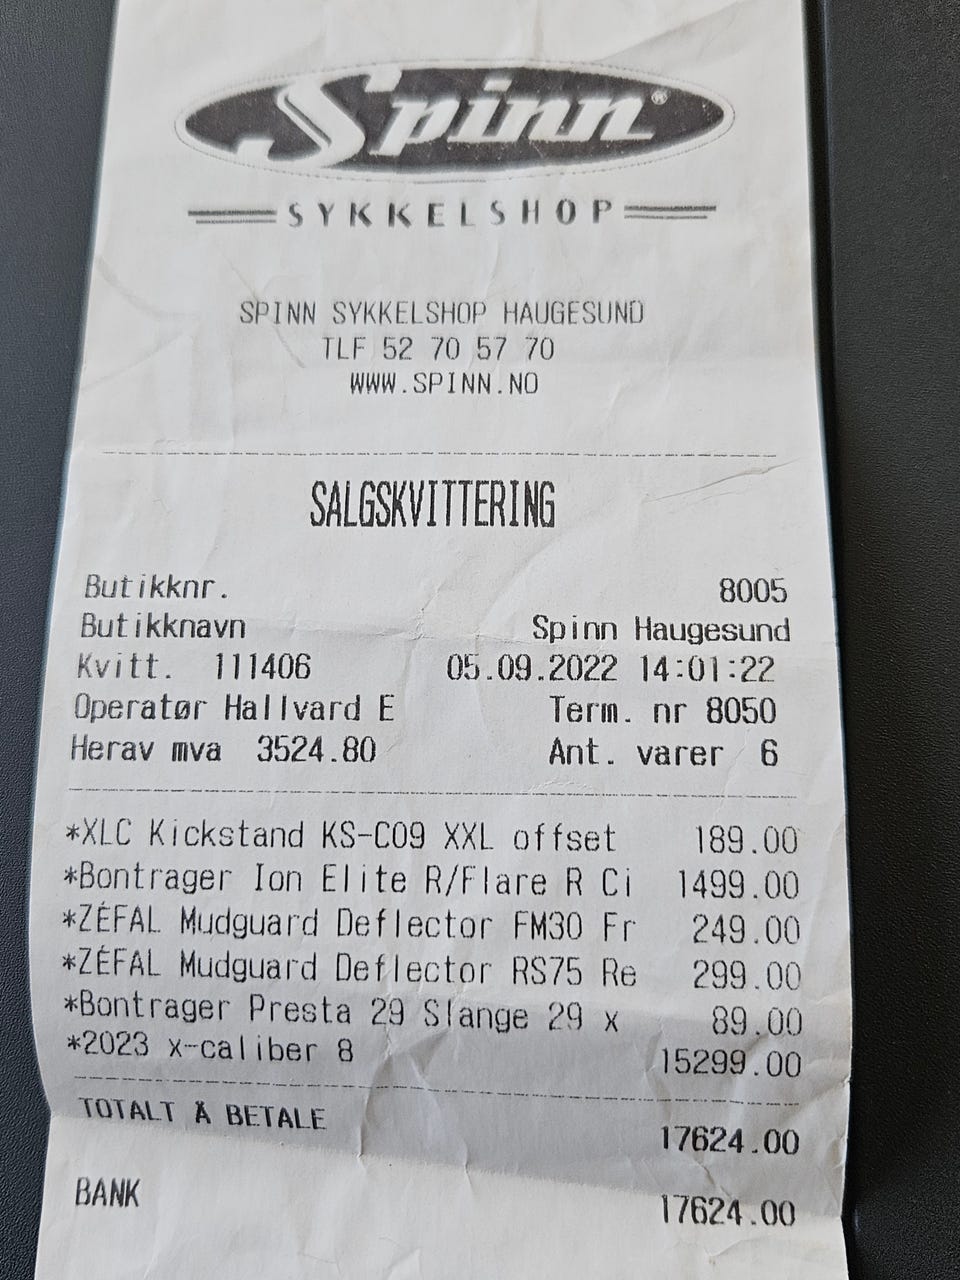 Spinn®
SYKKELSHOP
SPINN SYKKELSHOP HAUGESUND
TLF 52 70 57 70
WWW.SPINN.NO
SALGSKVITTERING
Butikknr. 8005
Butikknavn Spinn Haugesund
Kvitt. 111406 05.09.2022 14:01:22
Operatør Hallvard E Term. nr 8050
Herav mva 3524.80 Ant. varer 6
*XLC Kickstand KS-C09 XXL offset 189.00
*Bontrager Ion Elite R/Flare R Ci 1499.00
*ZÉFAL Mudguard Deflector FM30 Fr 249.00
*ZÉFAL Mudguard Deflector RS75 Re 299.00
*Bontrager Presta 29 Slange 29 x 89.00
*2023 x-caliber 8 15299.00
TOTALT Å BETALE 17624.00
BANK 17624.00